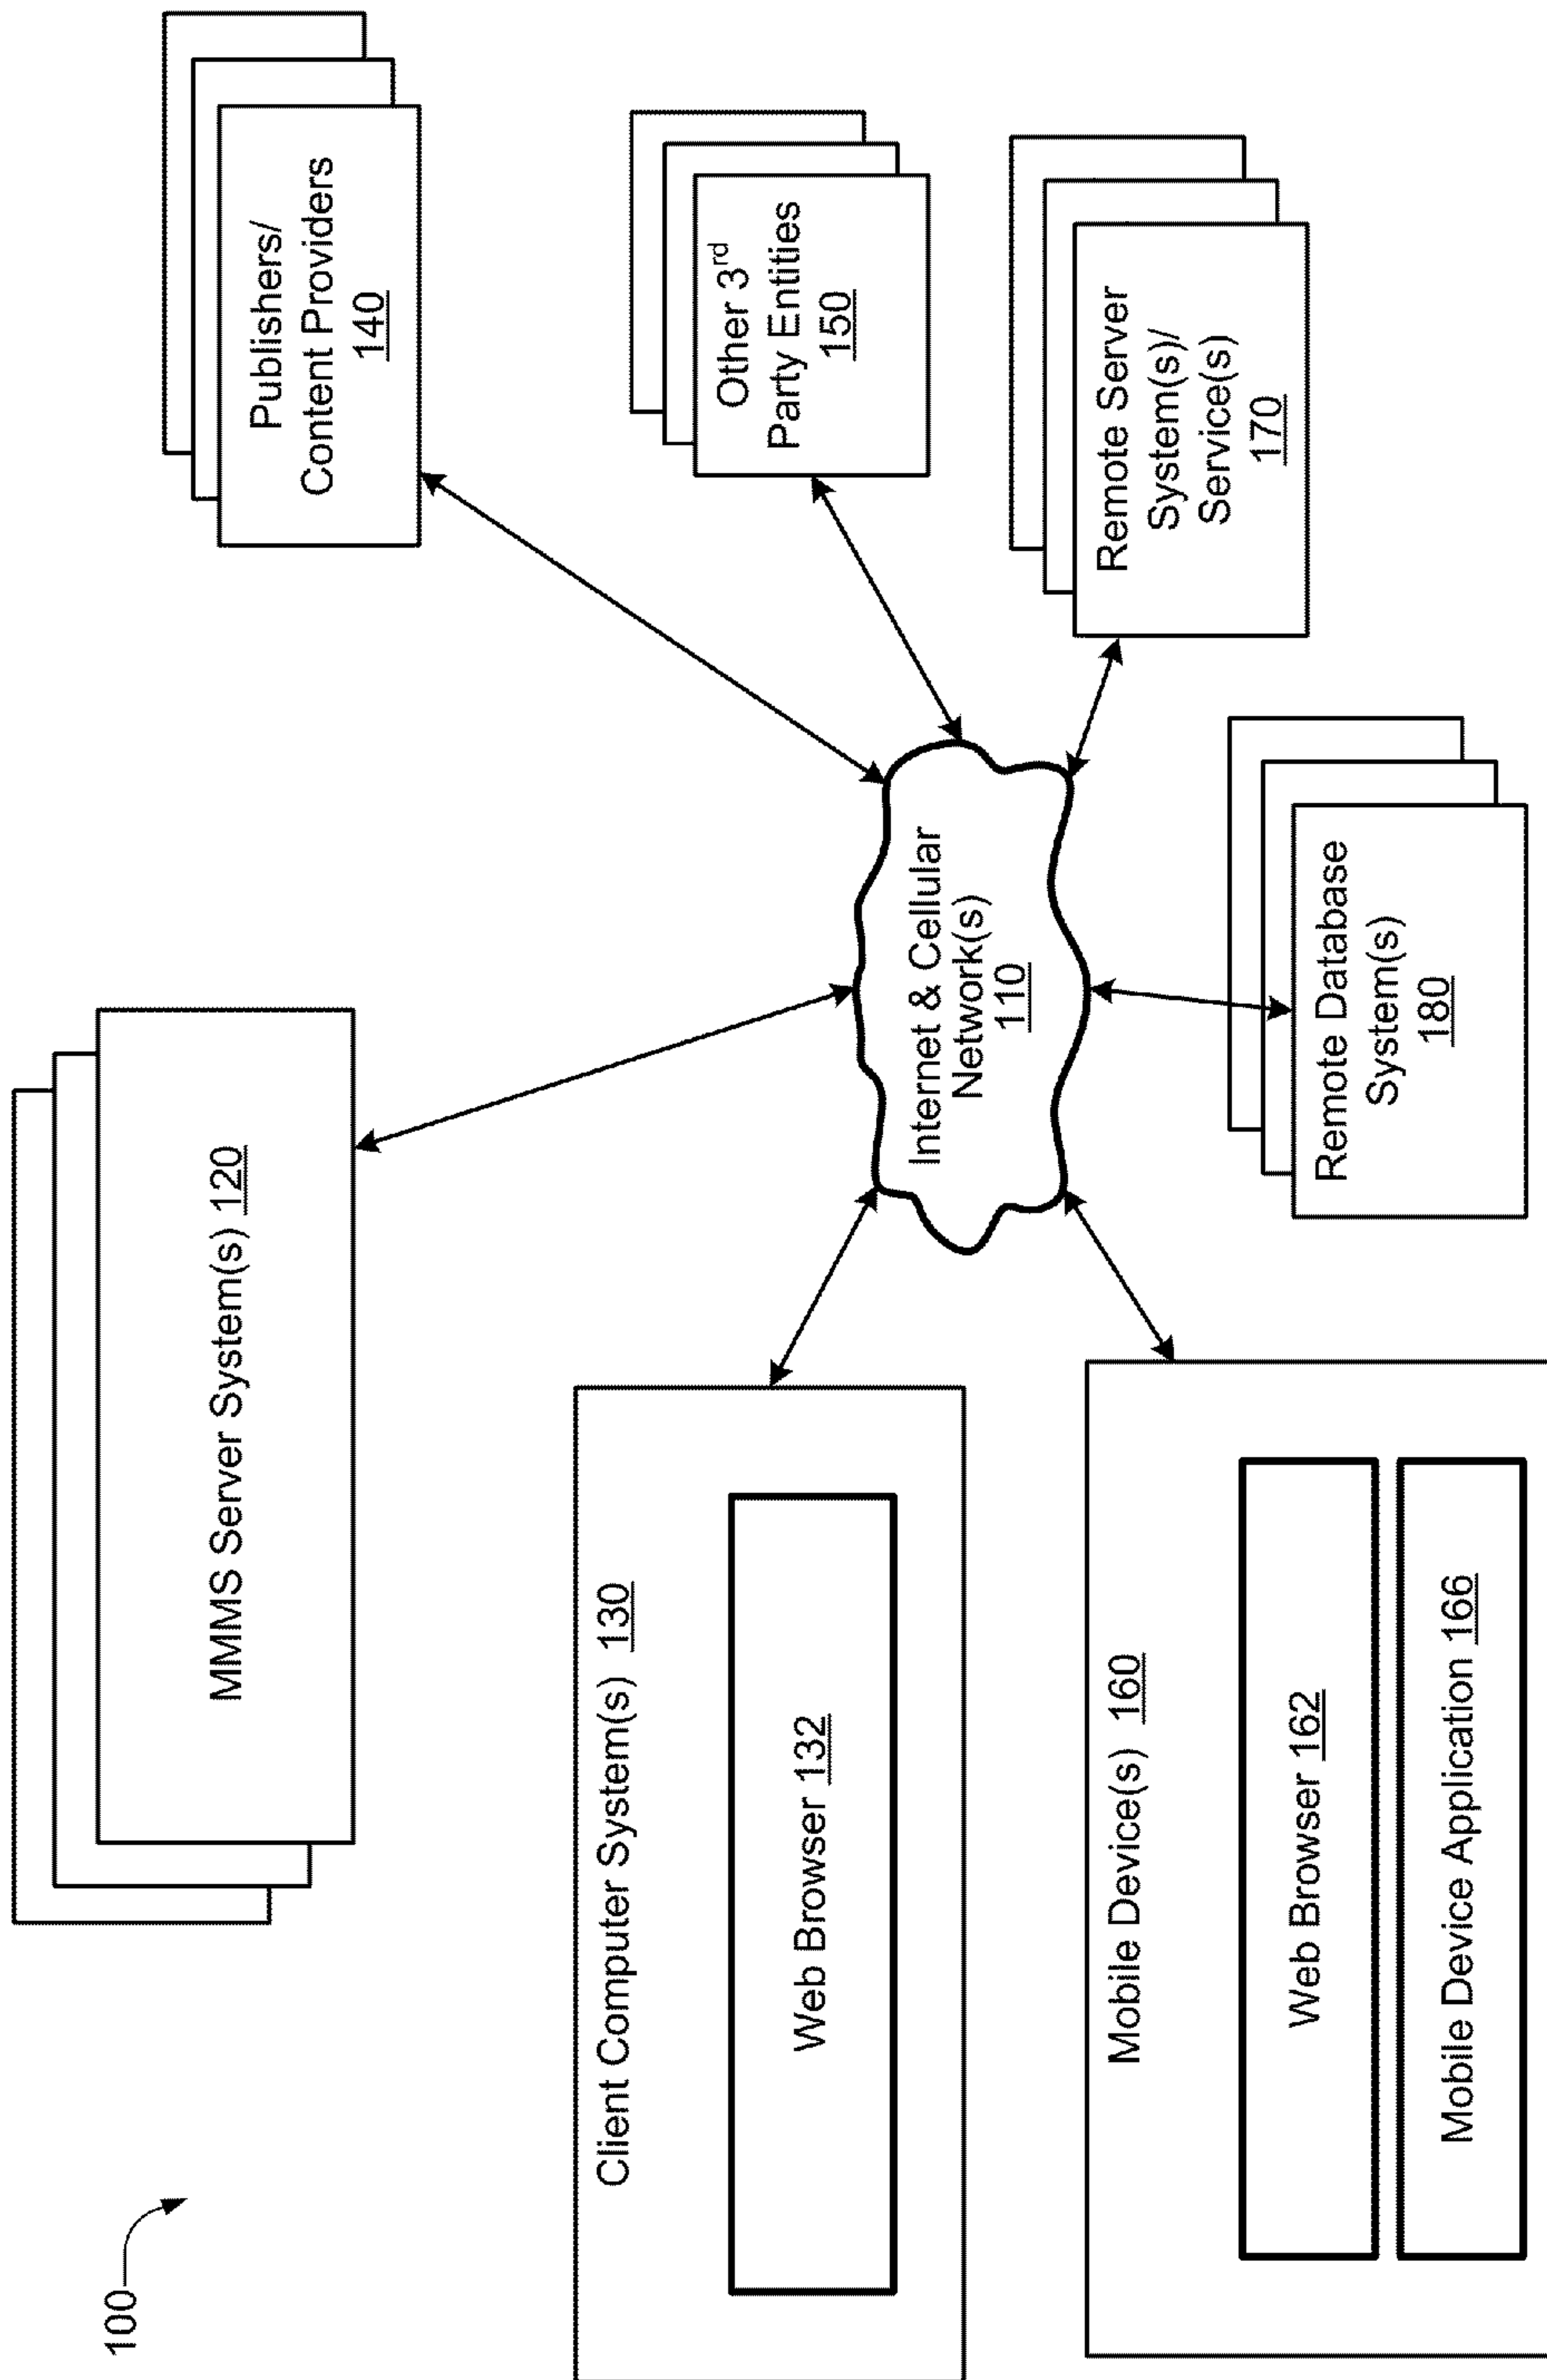 100
MMMS Server System(s) 120
Publishers/
Content Providers
140
Client Computer System(s) 130
Web Browser 132
Other 3rd
Party Entities
150
Internet & Cellular
Network(s)
110
Remote Server
System(s)/
Service(s)
170
Mobile Device(s) 160
Web Browser 162
Mobile Device Application 166
Remote Database
System(s)
180